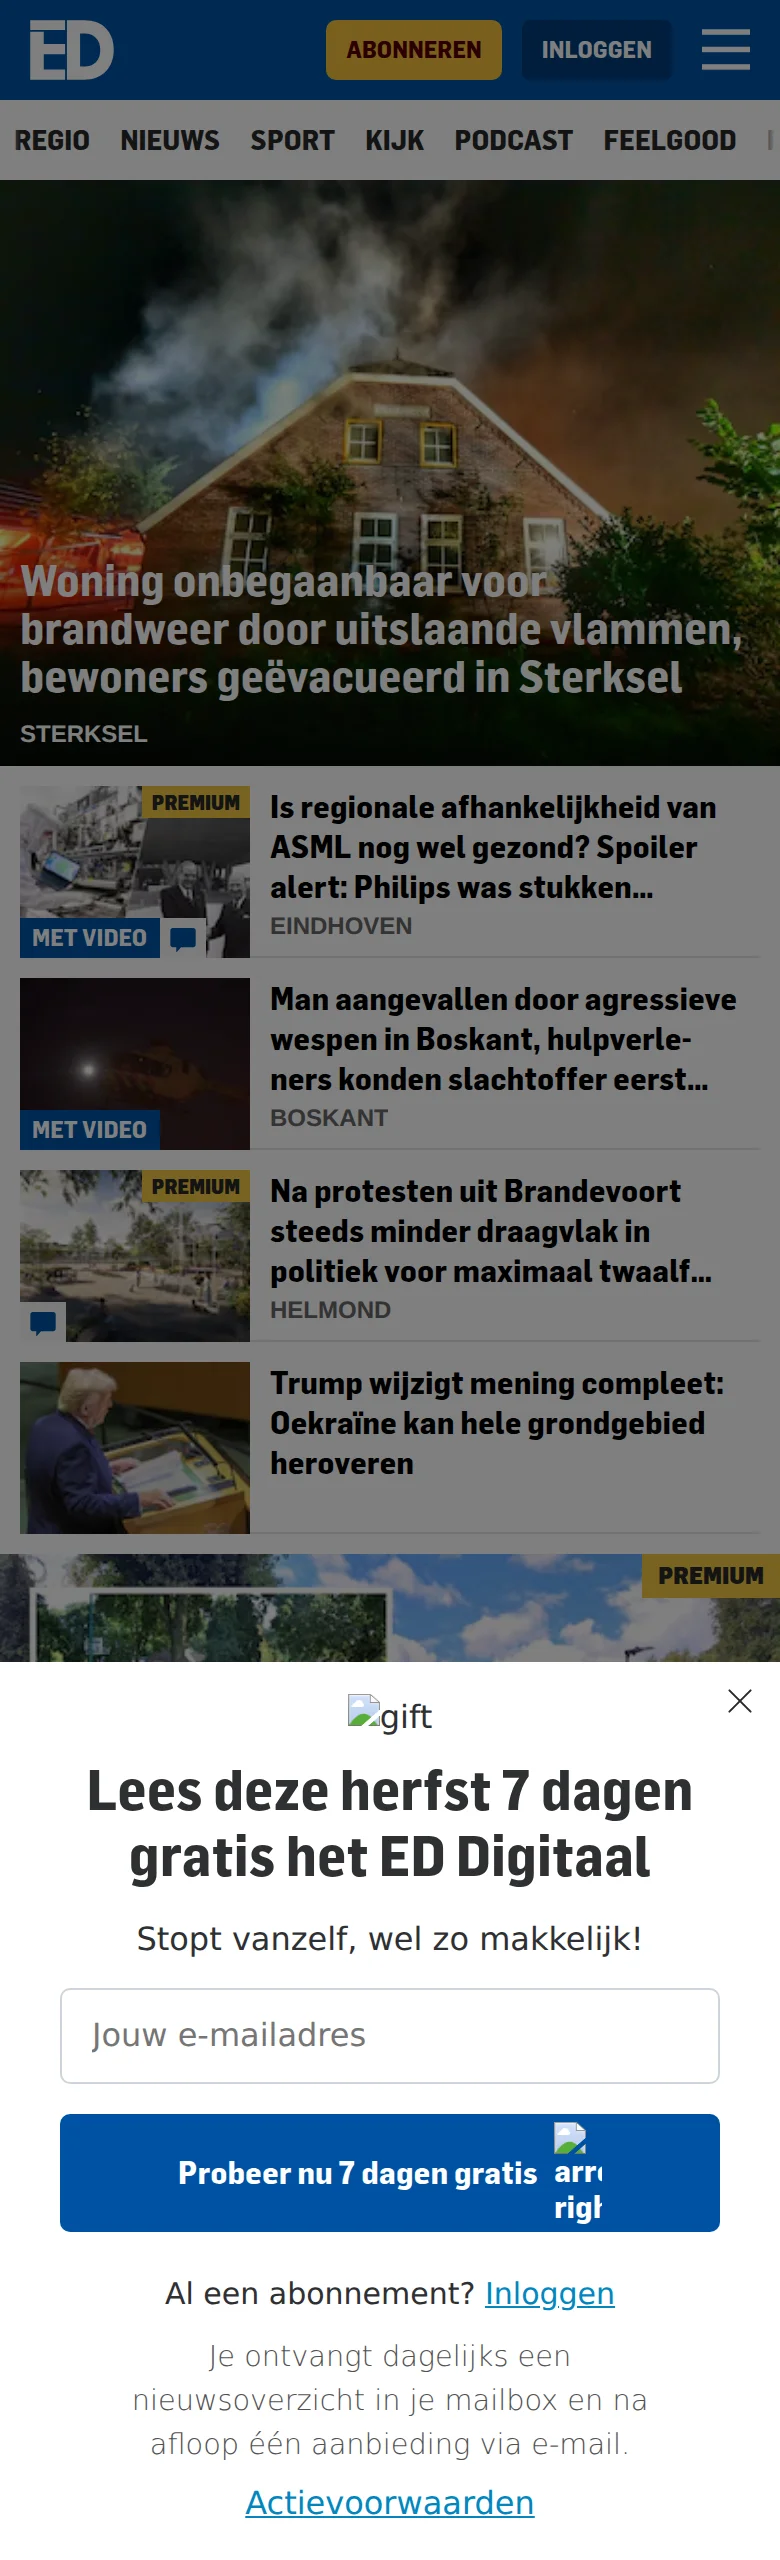 ED
ABONNEREN
INLOGGEN
REGIO
NIEUWS
SPORT
KIJK
PODCAST
FEELGOOD
Woning onbegaanbaar voor
brandweer door uitslaande vlammen,
bewoners geëvacueerd in Sterksel
STERKSEL
PREMIUM
MET VIDEO
Is regionale afhankelijkheid van
ASML nog wel gezond? Spoiler
alert: Philips was stukken...
EINDHOVEN
MET VIDEO
Man aangevallen door agressieve
wespen in Boskant, hulpverle-
ners konden slachtoffer eerst...
BOSKANT
PREMIUM
Na protesten uit Brandevoort
steeds minder draagvlak in
politiek voor maximaal twaalf...
HELMOND
Trump wijzigt mening compleet:
Oekraïne kan hele grondgebied
heroveren
PREMIUM
gift
Lees deze herfst 7 dagen
gratis het ED Digitaal
Stopt vanzelf, wel zo makkelijk!
Jouw e-mailadres
Probeer nu 7 dagen gratis
Al een abonnement? Inloggen
Je ontvangt dagelijks een
nieuwsoverzicht in je mailbox en na
afloop één aanbieding via e-mail.
Actievoorwaarden